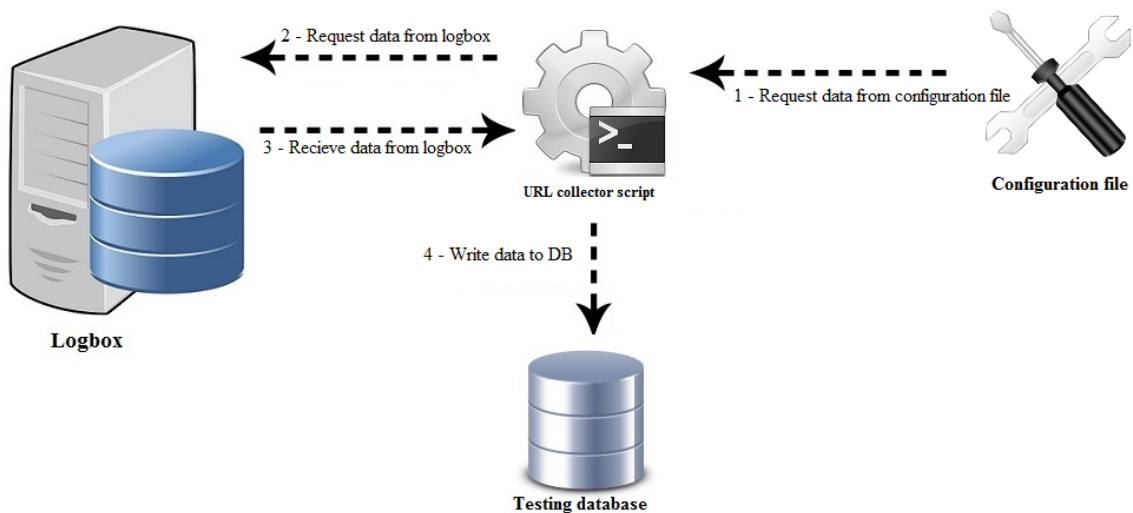 2 - Request data from logbox
1 - Request data from configuration file
3 - Recieve data from logbox
>_
URL collector script
Configuration file
4 - Write data to DB
Logbox
Testing database